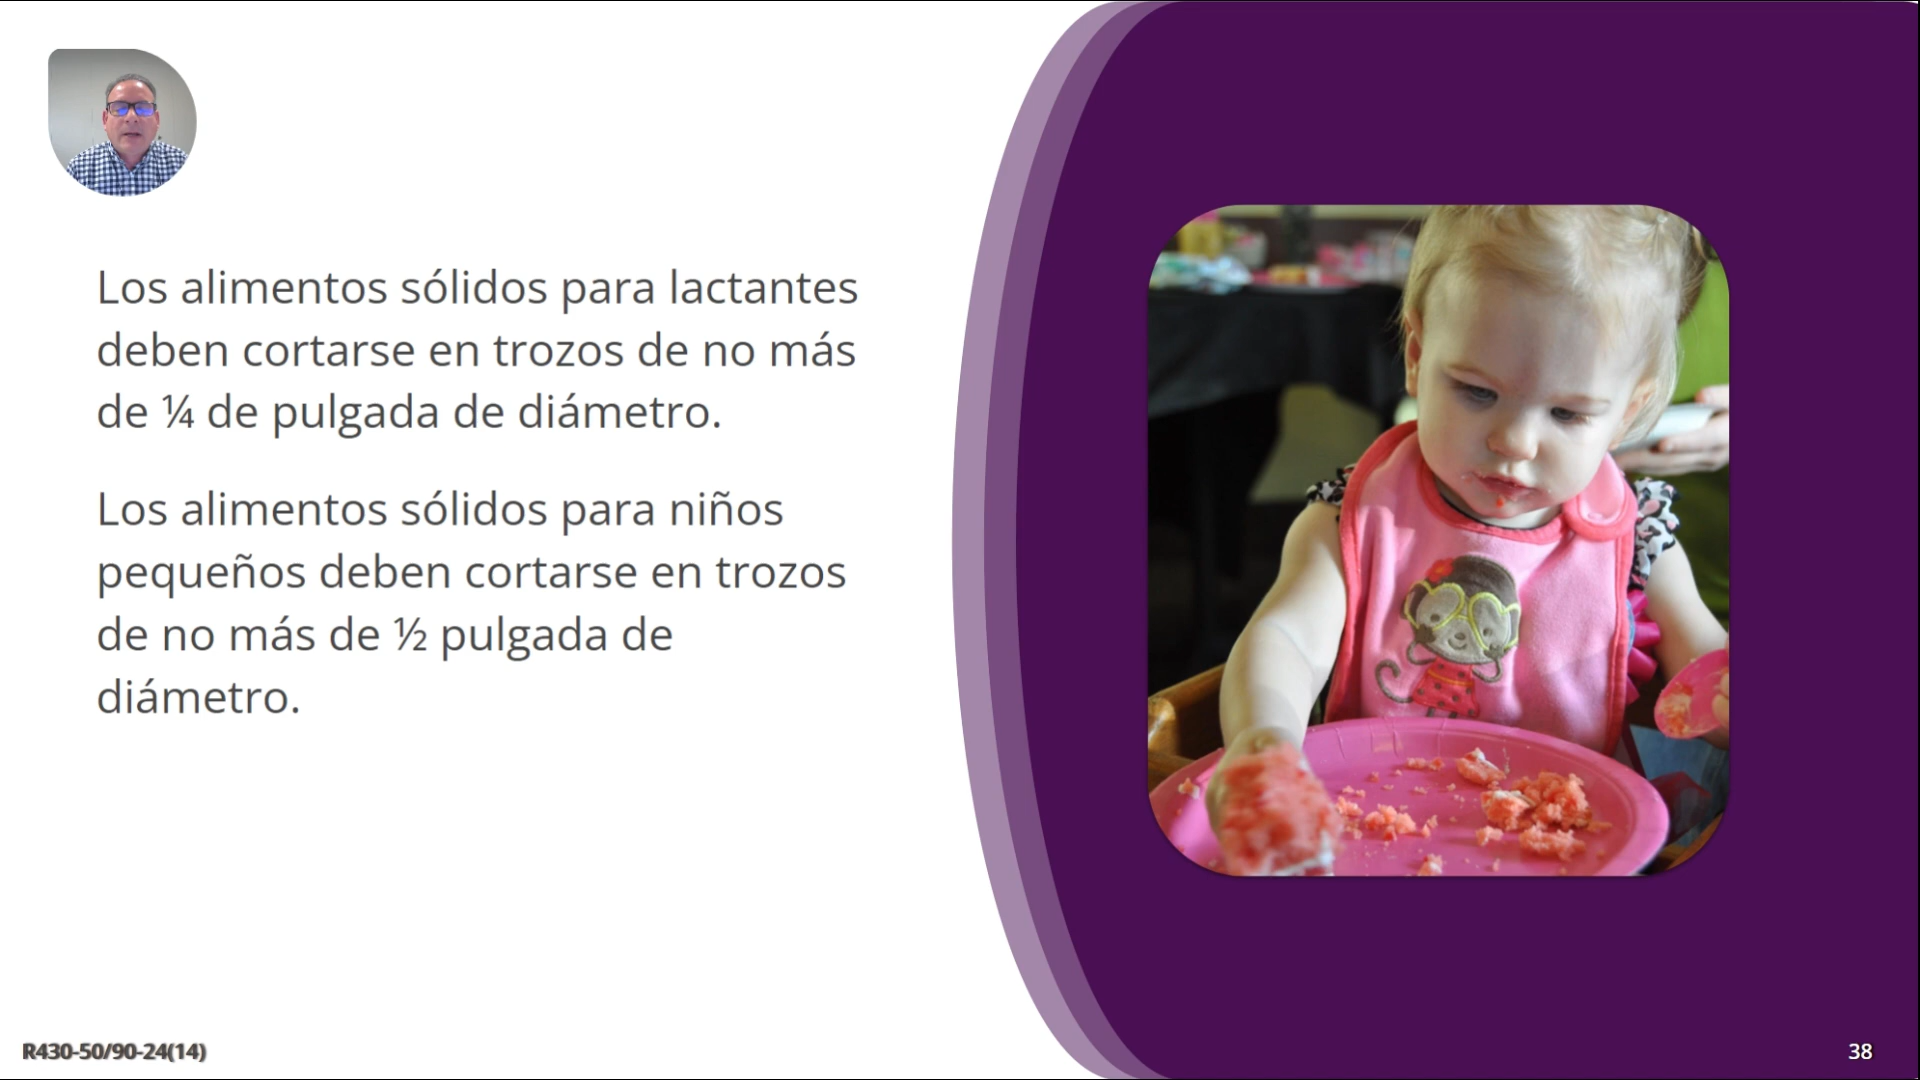 Los alimentos sólidos para lactantes
deben cortarse en trozos de no más
de ¼ de pulgada de diámetro.
Los alimentos sólidos para niños
pequeños deben cortarse en trozos
de no más de ½ pulgada de
diámetro.
R430-50/90-24(14)
38